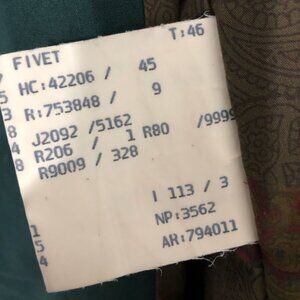 T:46
FIVET
HC:42206 / 45
R:753848 / 9
J2092 /5162
R206 / 1 R80 /9999
R9009 / 328
I 113 / 3
NP:3562
AR:794011
5
3
8
4
8
1
5
4